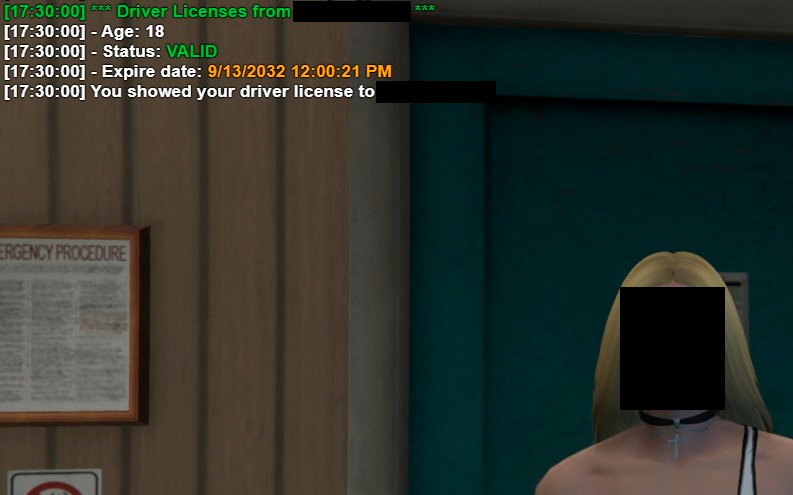 [17:30:00] *** Driver Licenses from ***
[17:30:00] - Age: 18
[17:30:00] - Status: VALID
[17:30:00] - Expire date: 9/13/2032 12:00:21 PM
[17:30:00] You showed your driver license to
ERGENCY PROCEDURE